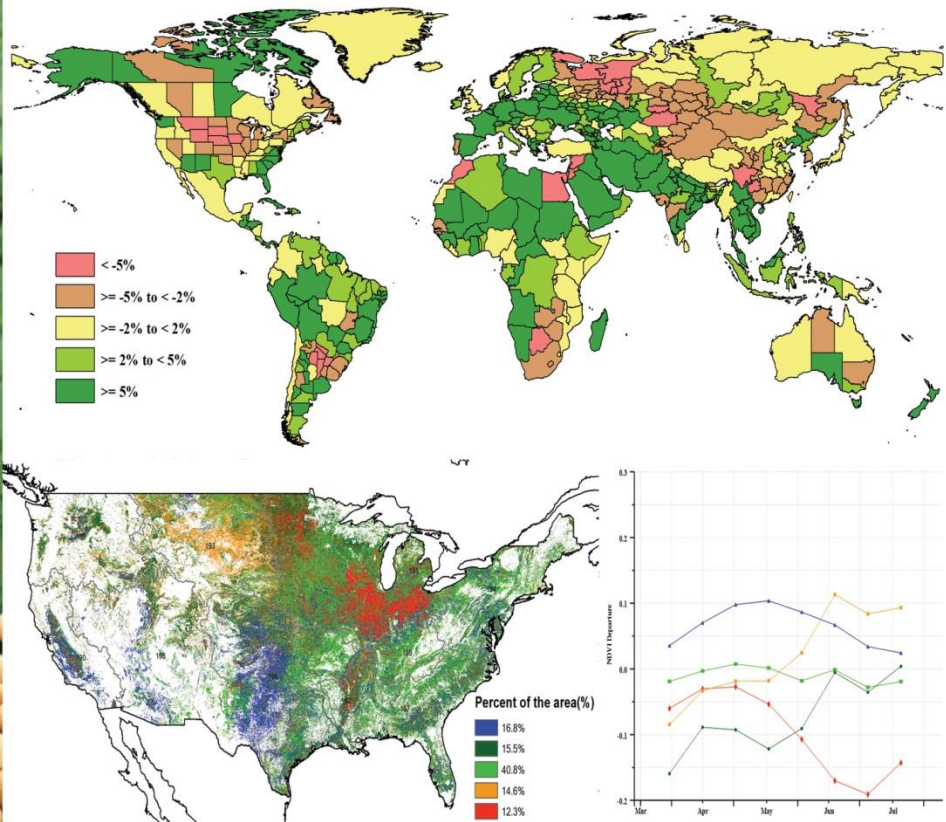 < -5%
>= -5% to < -2%
>= -2% to < 2%
>= 2% to < 5%
>= 5%
Percent of the area(%)
16.8%
15.5%
40.8%
14.6%
12.3%
NDVI Departure
0.3
0.2
0.1
0.0
-0.1
-0.2
Mar Apr May Jun Jul